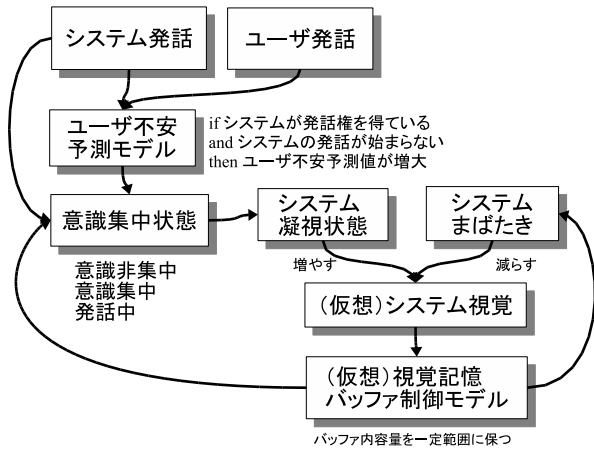 システム発話
ユーザ発話
ユーザ不安
予測モデル
if システムが発話権を得ている
and システムの発話が始まらない
then ユーザ不安予測値が増大
意識集中状態
システム
凝視状態
システム
まばたき
意識非集中
意識集中
発話中
増やす
減らす
（仮想）システム視覚
（仮想）視覚記憶
バッファ制御モデル
バッファ内容量を一定範囲に保つ